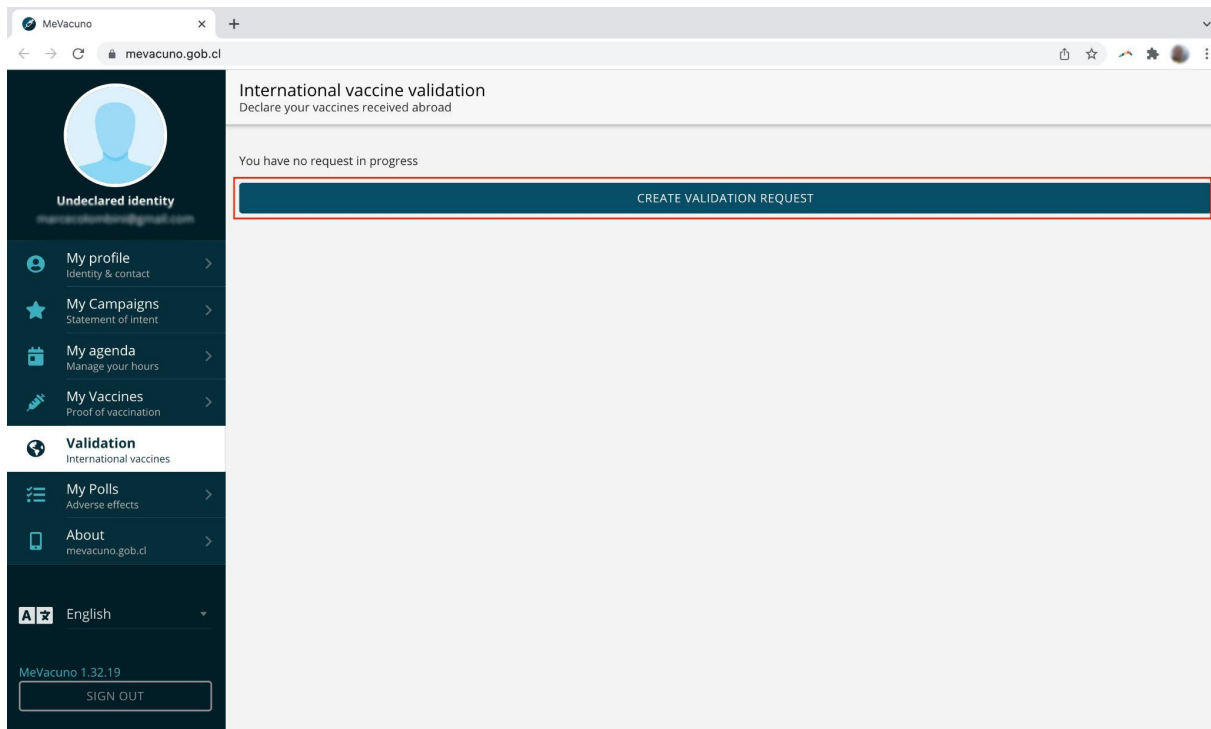 MeVacuno
mevacuno.gob.cl
Undeclared identity
My profile
Identity & contact
My Campaigns
Statement of intent
My agenda
Manage your hours
My Vaccines
Proof of vaccination
Validation
International vaccines
My Polls
Adverse effects
About
mevacuno.gob.cl
A
English
MeVacuno 1.32.19
SIGN OUT
International vaccine validation
Declare your vaccines received abroad
You have no request in progress
CREATE VALIDATION REQUEST